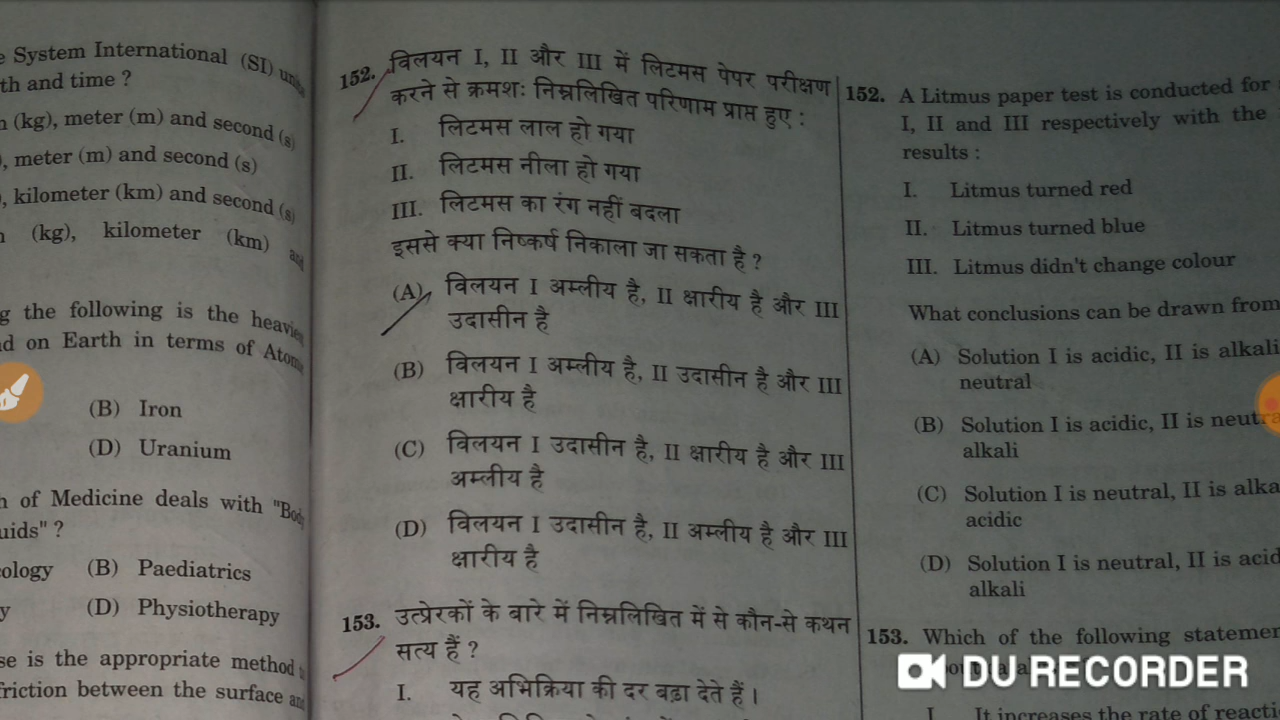 System International (SI)
th and time ?
(kg), meter (m) and second (s)
, meter (m) and second (s)
, kilometer (km) and second (s)
(kg), kilometer (km) and
the following is the
on Earth in terms of
(B) Iron
(D) Uranium
of Medicine deals with "Body
uids" ?
ology (B) Paediatrics
y (D) Physiotherapy
se is the appropriate method
friction between the surface and
152. विलयन I, II और III में लिटमस पेपर परीक्षण
करने से क्रमशः निम्नलिखित परिणाम प्राप्त हुए :
I. लिटमस लाल हो गया
II. लिटमस नीला हो गया
III. लिटमस का रंग नहीं बदला
इससे क्या निष्कर्ष निकाला जा सकता है ?
(A) विलयन I अम्लीय है, II क्षारीय है और III
उदासीन है
(B) विलयन I अम्लीय है, II उदासीन है और III
क्षारीय है
(C) विलयन I उदासीन है, II क्षारीय है और III
अम्लीय है
(D) विलयन I उदासीन है, II अम्लीय है और III
क्षारीय है
153. उत्प्रेरकों के बारे में निम्नलिखित में से कौन-से कथन
सत्य हैं ?
I. यह अभिक्रिया की दर बढ़ा देते हैं ।
152. A Litmus paper test is conducted for
I, II and III respectively with the
results :
I. Litmus turned red
II. Litmus turned blue
III. Litmus didn't change colour
What conclusions can be drawn from
(A) Solution I is acidic, II is alkali
neutral
(B) Solution I is acidic, II is neutra
alkali
(C) Solution I is neutral, II is alka
acidic
(D) Solution I is neutral, II is acid
alkali
153. Which of the following statemen
DU RECORDER
I. It increases the rate of reacti